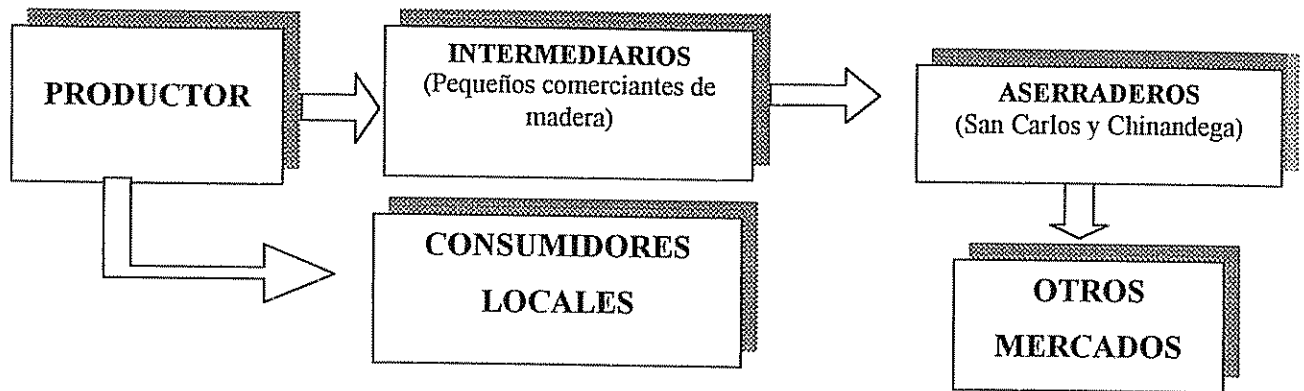 PRODUCTOR
INTERMEDIARIOS
(Pequeños comerciantes de
madera)
ASERRADEROS
(San Carlos y Chinandega)
CONSUMIDORES
LOCALES
OTROS
MERCADOS